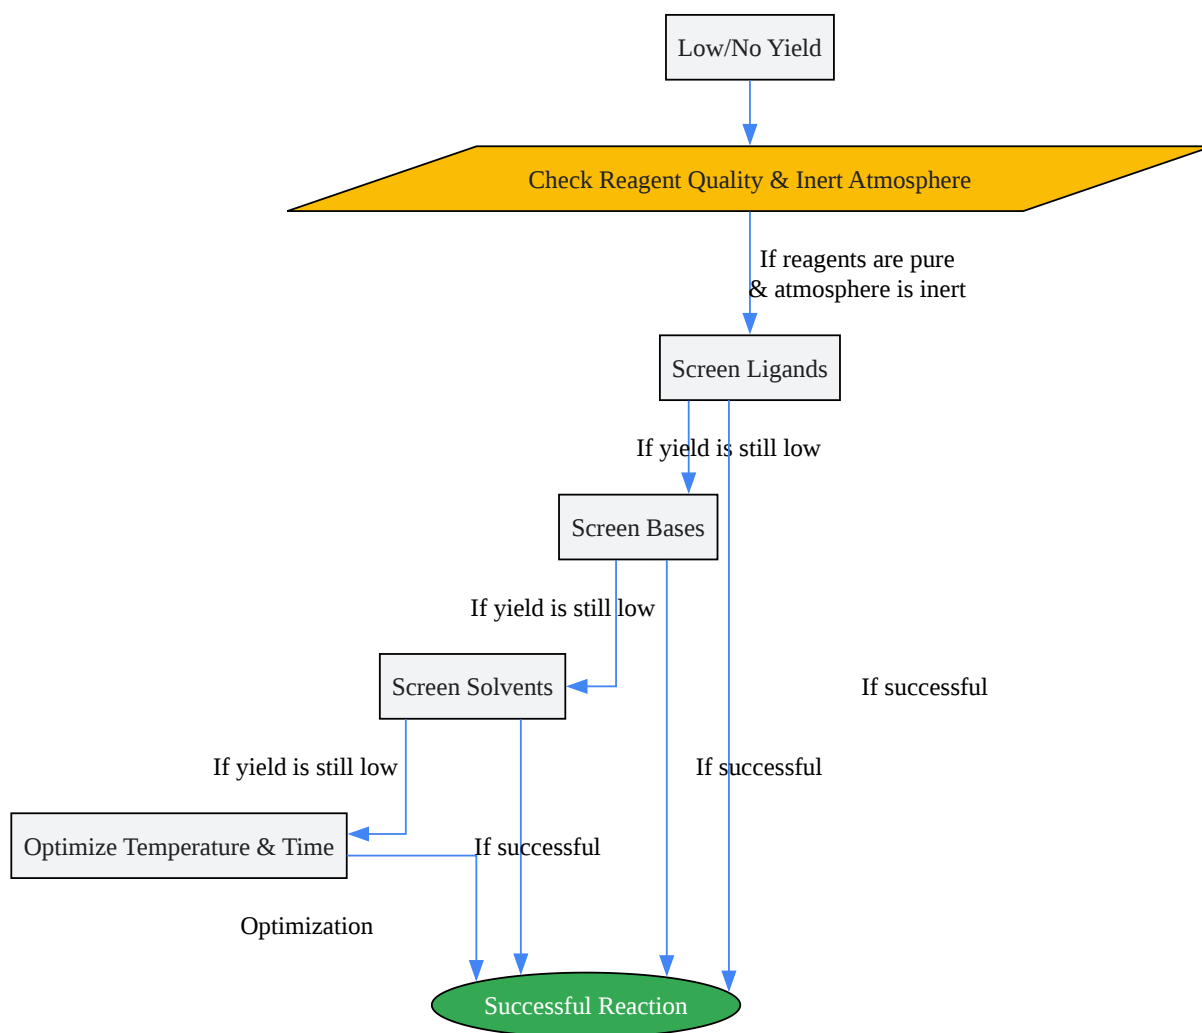 Low/No Yield
Check Reagent Quality & Inert Atmosphere
If reagents are pure
& atmosphere is inert
Screen Ligands
If yield is still low
Screen Bases
If yield is still low
Screen Solvents
If successful
If yield is still low
If successful
Optimize Temperature & Time
If successful
Optimization
Successful Reaction